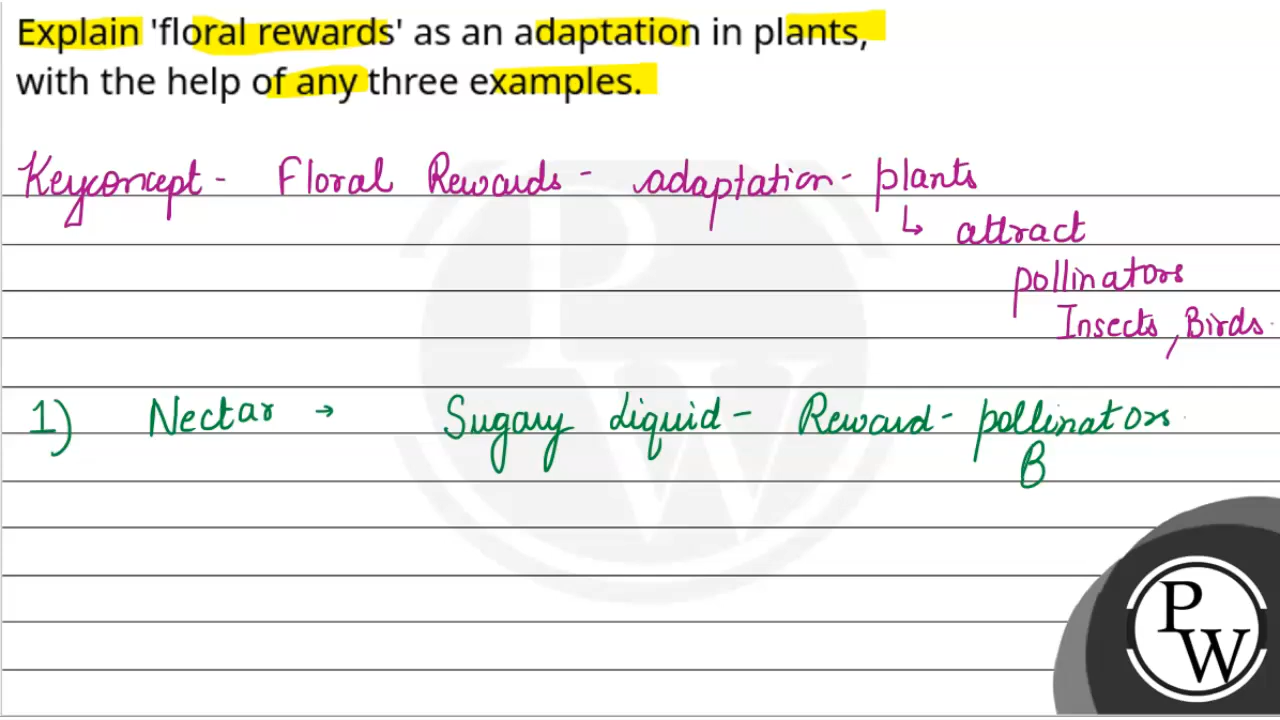 Explain 'floral rewards' as an adaptation in plants,
with the help of any three examples.
Keyconcept - Floral Rewards - adaptation - plants
↳ attract
pollinators
Insects, Birds.
1) Nectar → Sugary Liquid - Reward - pollinators.
B
P
W
P
W